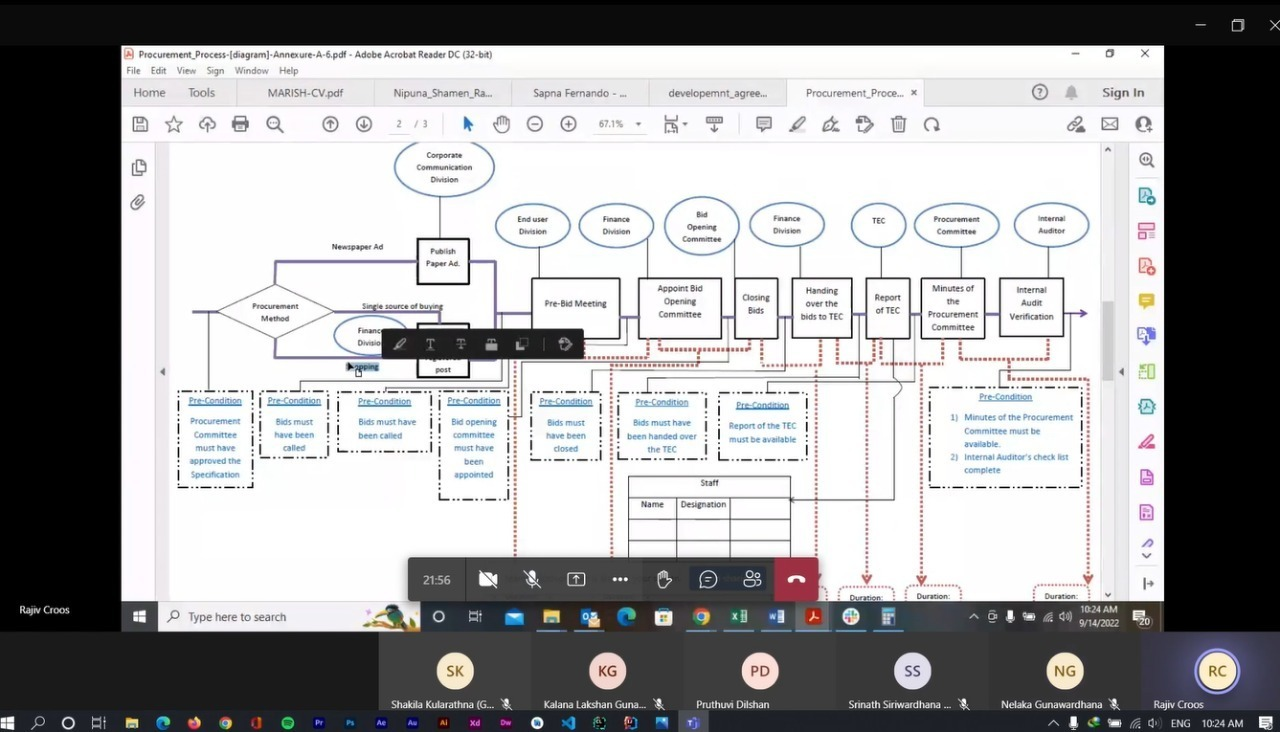 Procurement_Process-[diagram]-Annexure-A-6.pdf - Adobe Acrobat Reader DC (32-bit)
File Edit View Sign Window Help
Home Tools MARISH-CV.pdf Nipuna_Shamen_Ra... Sapna Fernando - ... developemnt_agree... Procurement_Proce... Sign In
2 / 3 67.1%
Corporate
Communication
Division
End user
Division
Finance
Division
Bid
Opening
Committee
Finance
Division
TEC
Procurement
Committee
Internal
Auditor
Newspaper Ad
Publish
Paper Ad.
Single source of buying
Procurement
Method
Pre-Bid Meeting
Appoint Bid
Opening
Committee
Closing
Bids
Handing
over the
bids to TEC
Report
of TEC
Minutes of
the
Procurement
Committee
Internal
Audit
Verification
post
Pre-Condition
Procurement
Committee
must have
approved the
Specification
Pre-Condition
Bids must
have been
called
Pre-Condition
Bids must have
been called
Pre-Condition
Bid opening
committee
must have
been
appointed
Pre-Condition
Bids must
have been
closed
Pre-Condition
Bids must have
been handed over
the TEC
Pre-Condition
Report of the TEC
must be available
Pre-Condition
1) Minutes of the Procurement
Committee must be
available.
2) Internal Auditor's check list
complete
Staff
Name Designation
Duration:
Duration:
Duration:
21:56
Rajiv Croos
Type here to search
10:24 AM
9/14/2022
20
SK
KG
PD
SS
NG
RC
Shakila Kularathna (G...
Kalana Lakshan Guna...
Pruthuvi Dilshan
Srinath Siriwardhana ...
Nelaka Gunawardhana
Rajiv Croos
Pr Ps Ae Au Ai Xd Dw
ENG 10:24 AM